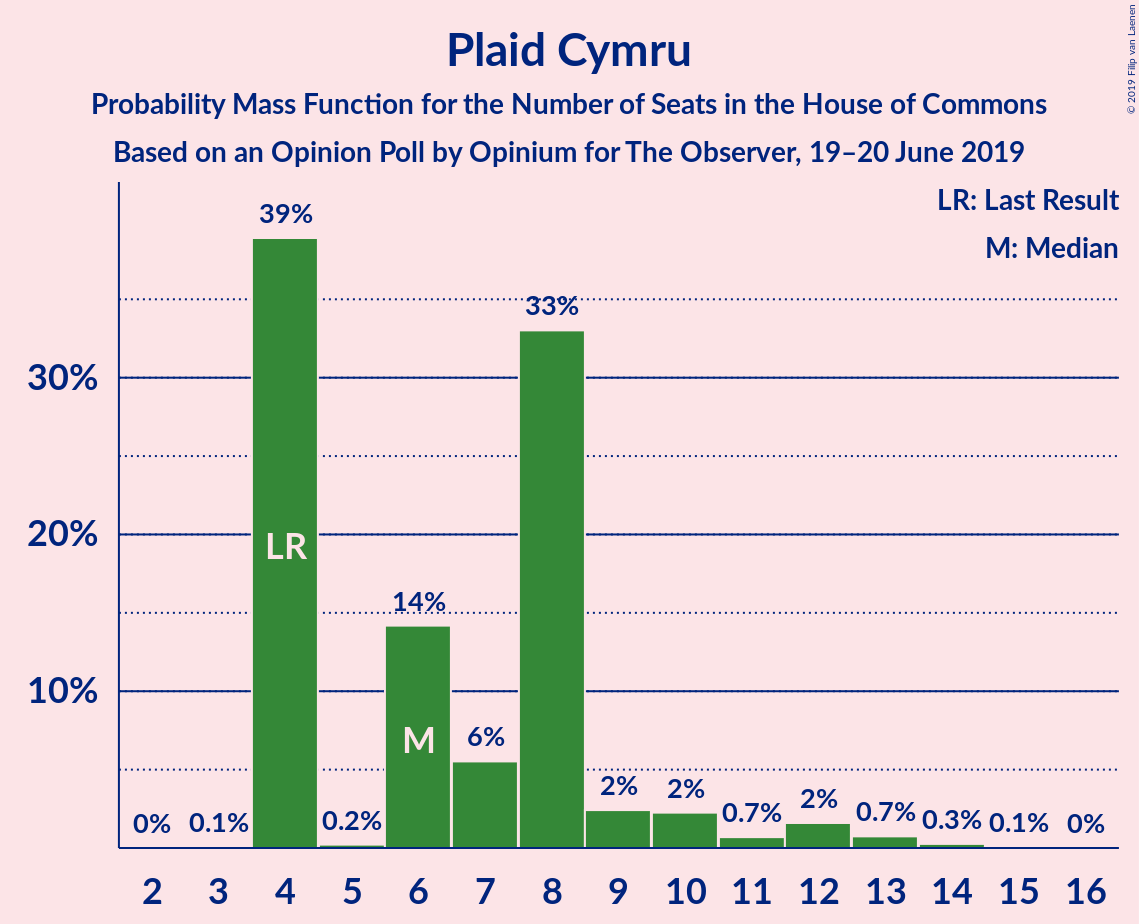 Plaid Cymru
Probability Mass Function for the Number of Seats in the House of Commons
Based on an Opinion Poll by Opinium for The Observer, 19–20 June 2019
© 2019 Filip van Laenen
LR: Last Result
M: Median
39%
33%
30%
20%
LR
14%
10%
M
6%
2%
2%
2%
0%
0.1%
0.2%
0.7%
0.7%
0.3%
0.1%
0%
2 3 4 5 6 7 8 9 10 11 12 13 14 15 16